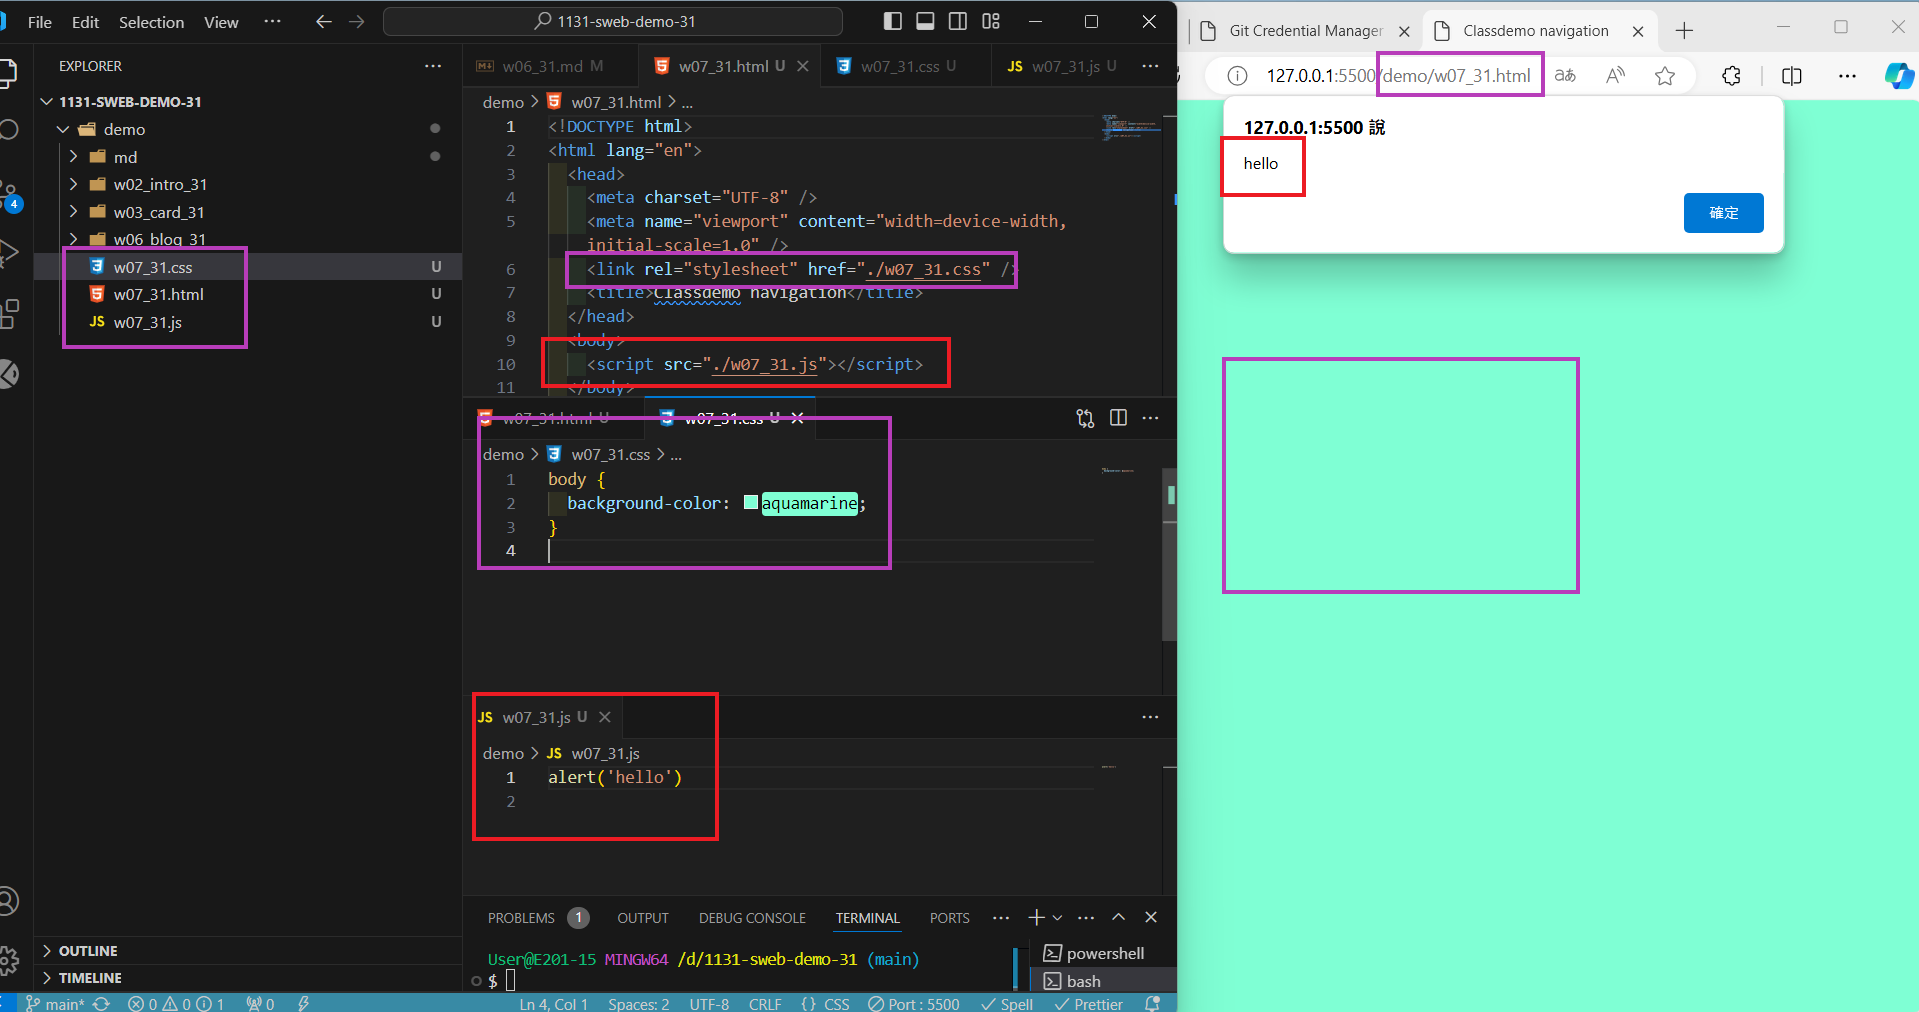 File Edit Selection View ··· 1131-sweb-demo-31
EXPLORER ···
1131-SWEB-DEMO-31
demo
md
w02_intro_31
w03_card_31
w06_blog_31
w07_31.css U
w07_31.html U
w07_31.js U
4
OUTLINE
TIMELINE
w06_31.md M w07_31.html U w07_31.css U JS w07_31.js U ···
demo > w07_31.html > ...
1 <!DOCTYPE html>
2 <html lang="en">
3 <head>
4 <meta charset="UTF-8" />
5 <meta name="viewport" content="width=device-width,
initial-scale=1.0" />
6 <link rel="stylesheet" href="./w07_31.css" />
7 <title>Classdemo navigation</title>
8 </head>
9 <body>
10 <script src="./w07_31.js"></script>
11 </body>
w07_31.html U w07_31.css U ···
demo > w07_31.css > ...
1 body {
2 background-color: aquamarine;
3 }
4
JS w07_31.js U ···
demo > JS w07_31.js
1 alert('hello')
2
PROBLEMS 1 OUTPUT DEBUG CONSOLE TERMINAL PORTS ···
User@E201-15 MINGW64 /d/1131-sweb-demo-31 (main)
$
powershell
bash
main* 0 0 1 0 Ln 4, Col 1 Spaces: 2 UTF-8 CRLF {} CSS Port : 5500 Spell Prettier
Git Credential Manager Classdemo navigation
127.0.0.1:5500/demo/w07_31.html aあ A
127.0.0.1:5500 說
hello
確定